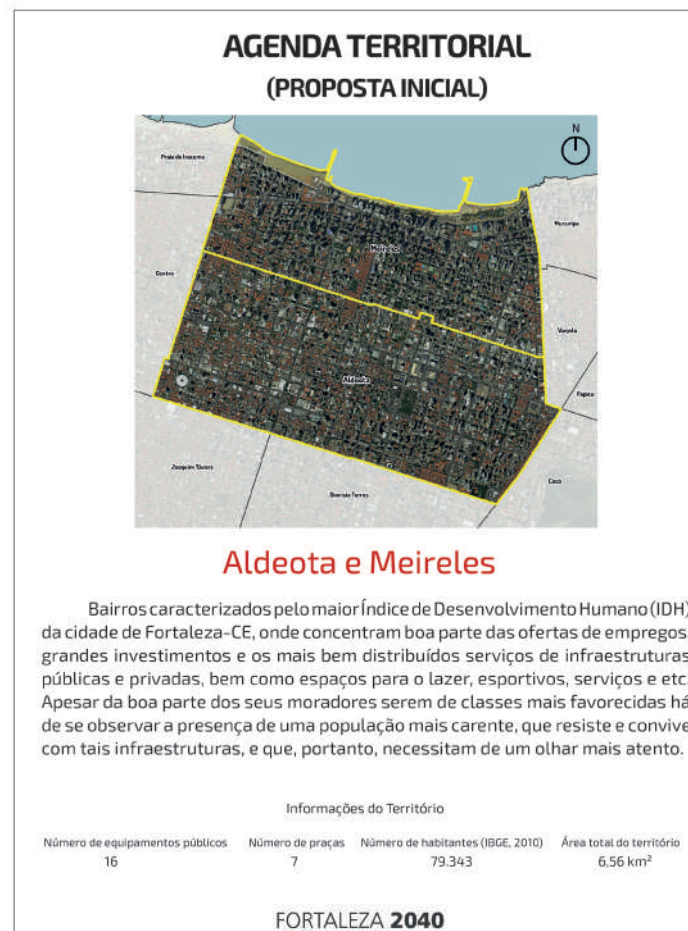 AGENDA TERRITORIAL
(PROPOSTA INICIAL)
N
Praia de Iracema
Mucuripe
Meireles
Centro
Varjota
Aldeota
Papicu
Joaquim Távora
Dionísio Torres
Cocó
Aldeota e Meireles
Bairros caracterizados pelo maior Índice de Desenvolvimento Humano (IDH)
da cidade de Fortaleza-CE, onde concentram boa parte das ofertas de empregos,
grandes investimentos e os mais bem distribuídos serviços de infraestruturas
públicas e privadas, bem como espaços para o lazer, esportivos, serviços e etc.
Apesar da boa parte dos seus moradores serem de classes mais favorecidas há
de se observar a presença de uma população mais carente, que resiste e convive
com tais infraestruturas, e que, portanto, necessitam de um olhar mais atento.
Informações do Território
Número de equipamentos públicos Número de praças Número de habitantes (IBGE, 2010) Área total do território
16 7 79.343 6,56 km²
FORTALEZA 2040